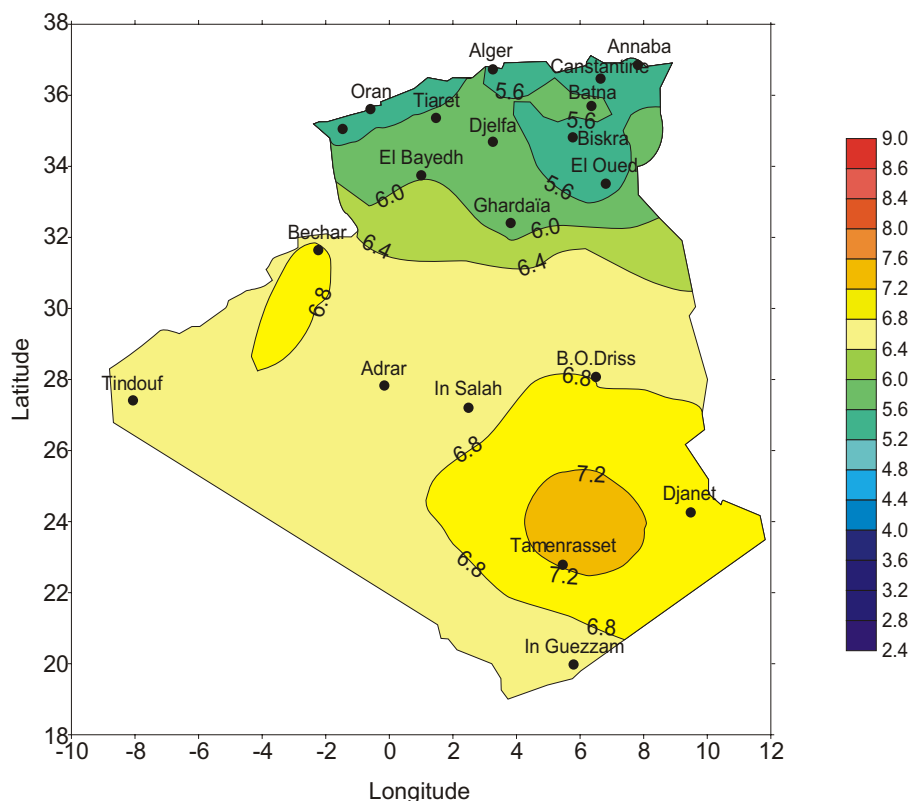 38
36
34
32
30
28
26
24
22
20
18
Latitude
-10 -8 -6 -4 -2 0 2 4 6 8 10 12
Longitude
Alger
Annaba
Canstantine
Oran
Tiaret
5.6
Batna
5.6
Djelfa
Biskra
El Bayedh
El Oued
5.6
6.0
Ghardaïa
6.0
Bechar
6.4
6.4
6.8
B.O.Driss
Tindouf
Adrar
In Salah
6.8
6.8
7.2
Djanet
Tamenrasset
6.8
7.2
6.8
In Guezzam
9.0
8.6
8.4
8.0
7.6
7.2
6.8
6.4
6.0
5.6
5.2
4.8
4.4
4.0
3.6
3.2
2.8
2.4